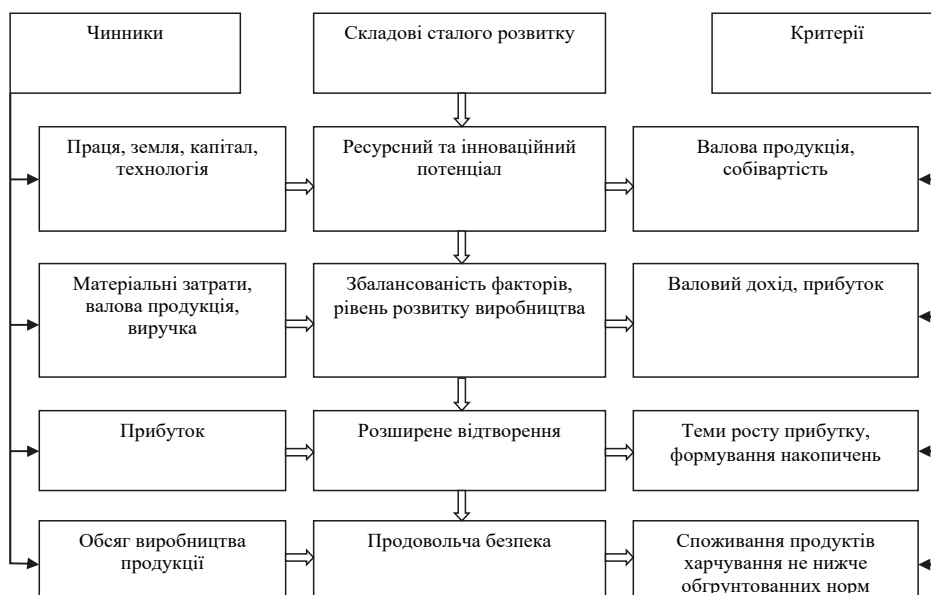 Чинники
Складові сталого розвитку
Критерії
Праця, земля, капітал,
технологія
Ресурсний та інноваційний
потенціал
Валова продукція,
собівартість
Матеріальні затрати,
валова продукція,
виручка
Збалансованість факторів,
рівень розвитку виробництва
Валовий дохід, прибуток
Прибуток
Розширене відтворення
Теми росту прибутку,
формування накопичень
Обсяг виробництва
продукції
Продовольча безпека
Споживання продуктів
харчування не нижче
обгрунтованних норм